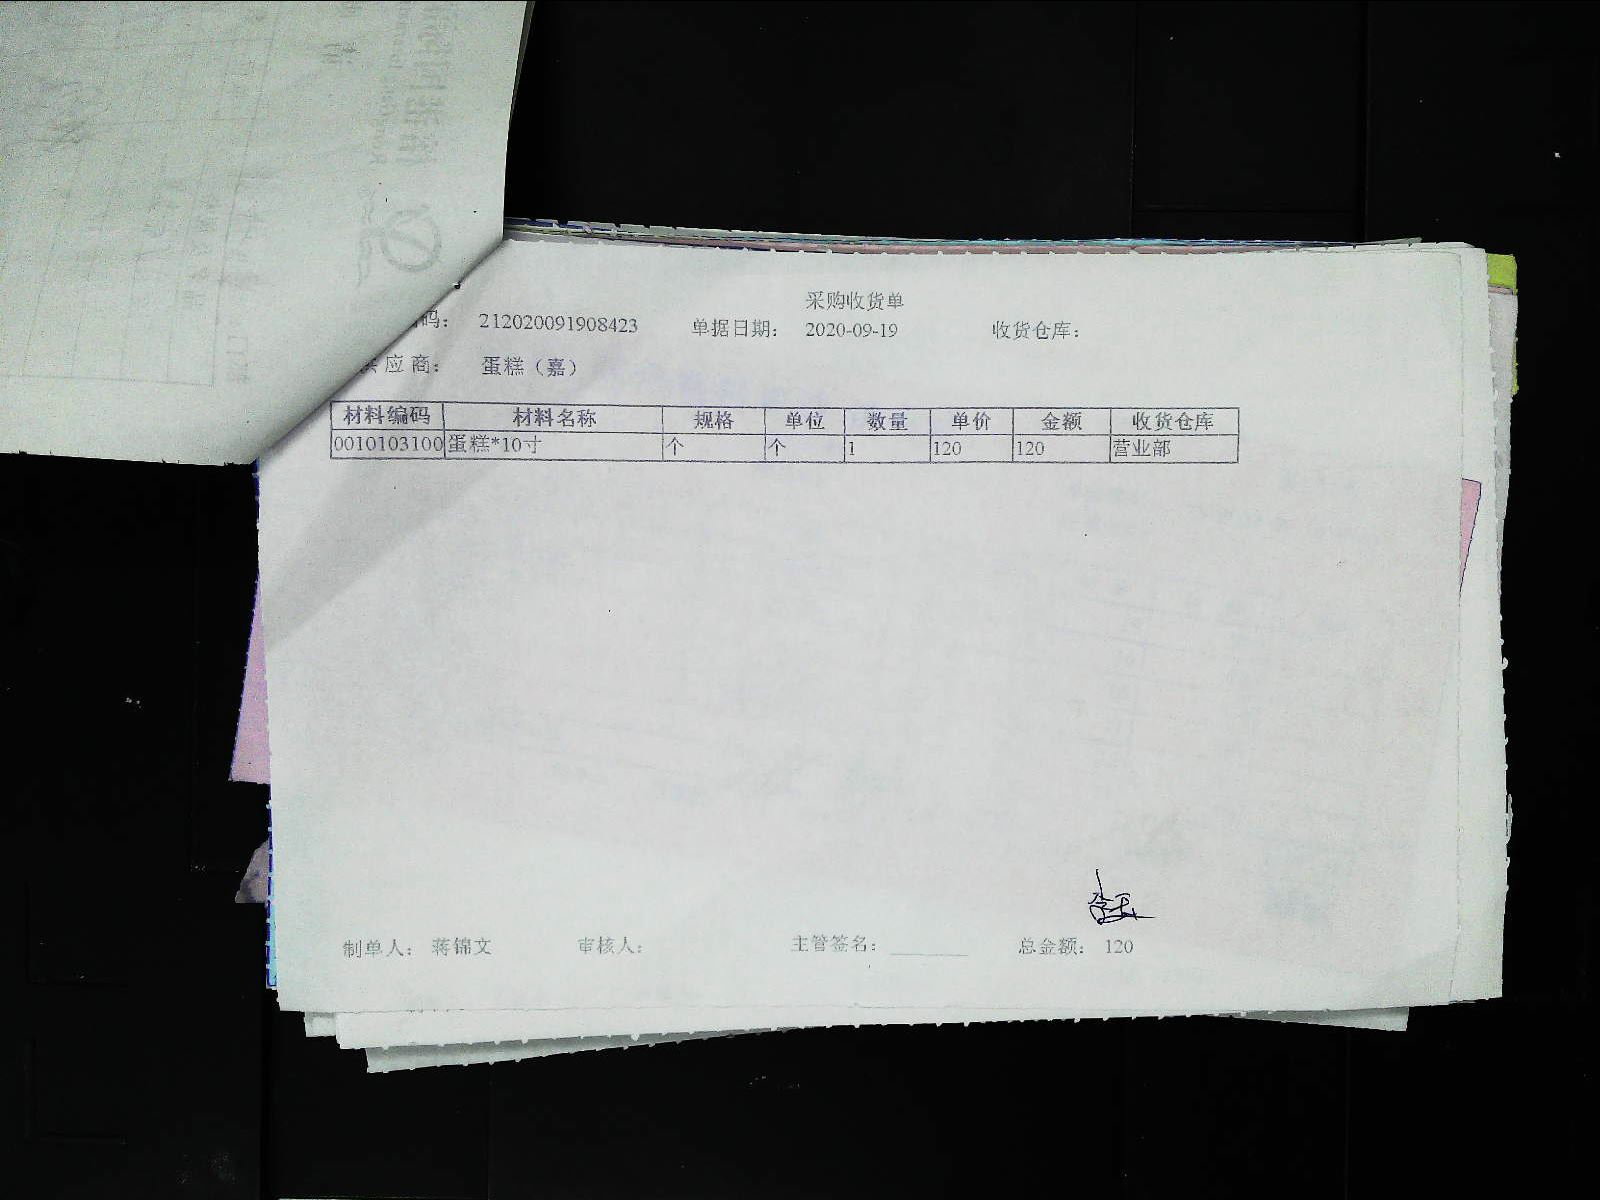 采购收货单
码： 212020091908423 单据日期： 2020-09-19 收货仓库：
供应商： 蛋糕（嘉）
材料编码 材料名称 规格 单位 数量 单价 金额 收货仓库
0010103100 蛋糕*10寸 个 个 1 120 120 营业部
制单人： 蒋锦文 审核人： 主管签名： 总金额： 120